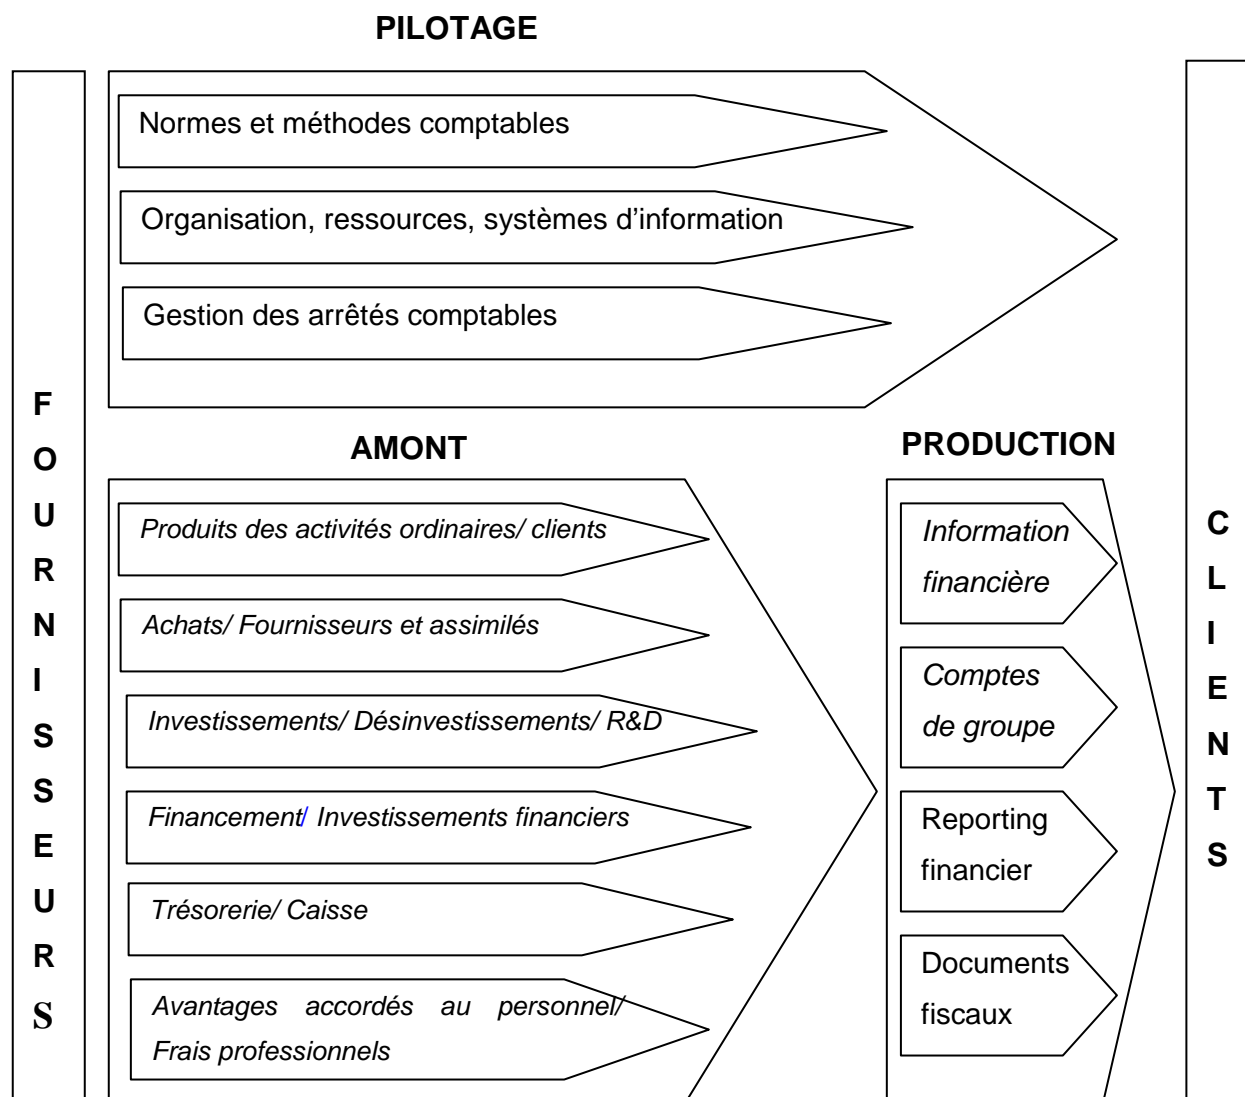 PILOTAGE
Normes et méthodes comptables
Organisation, ressources, systèmes d’information
Gestion des arrêtés comptables
FOURNISSEURS
AMONT
Produits des activités ordinaires/ clients
Achats/ Fournisseurs et assimilés
Investissements/ Désinvestissements/ R&D
Financement/ Investissements financiers
Trésorerie/ Caisse
Avantages accordés au personnel/
Frais professionnels
PRODUCTION
Information
financière
Comptes
de groupe
Reporting
financier
Documents
fiscaux
CLIENTS